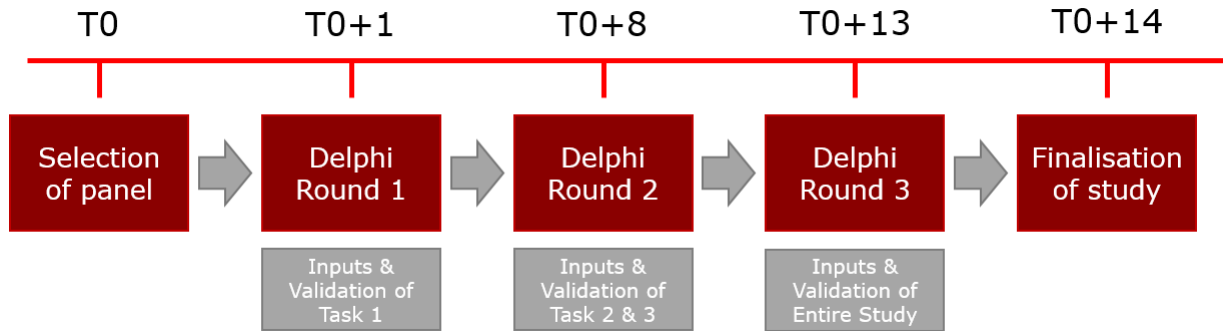 T0
T0+1
T0+8
T0+13
T0+14
Selection
of panel
Delphi
Round 1
Delphi
Round 2
Delphi
Round 3
Finalisation
of study
Inputs &
Validation of
Task 1
Inputs &
Validation of
Task 2 & 3
Inputs &
Validation of
Entire Study